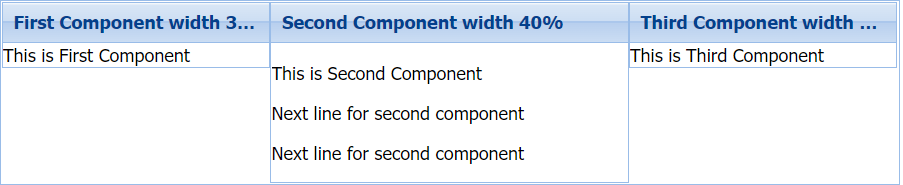 First Component width 3...
This is First Component
Second Component width 40%
This is Second Component
Next line for second component
Next line for second component
Third Component width ...
This is Third Component